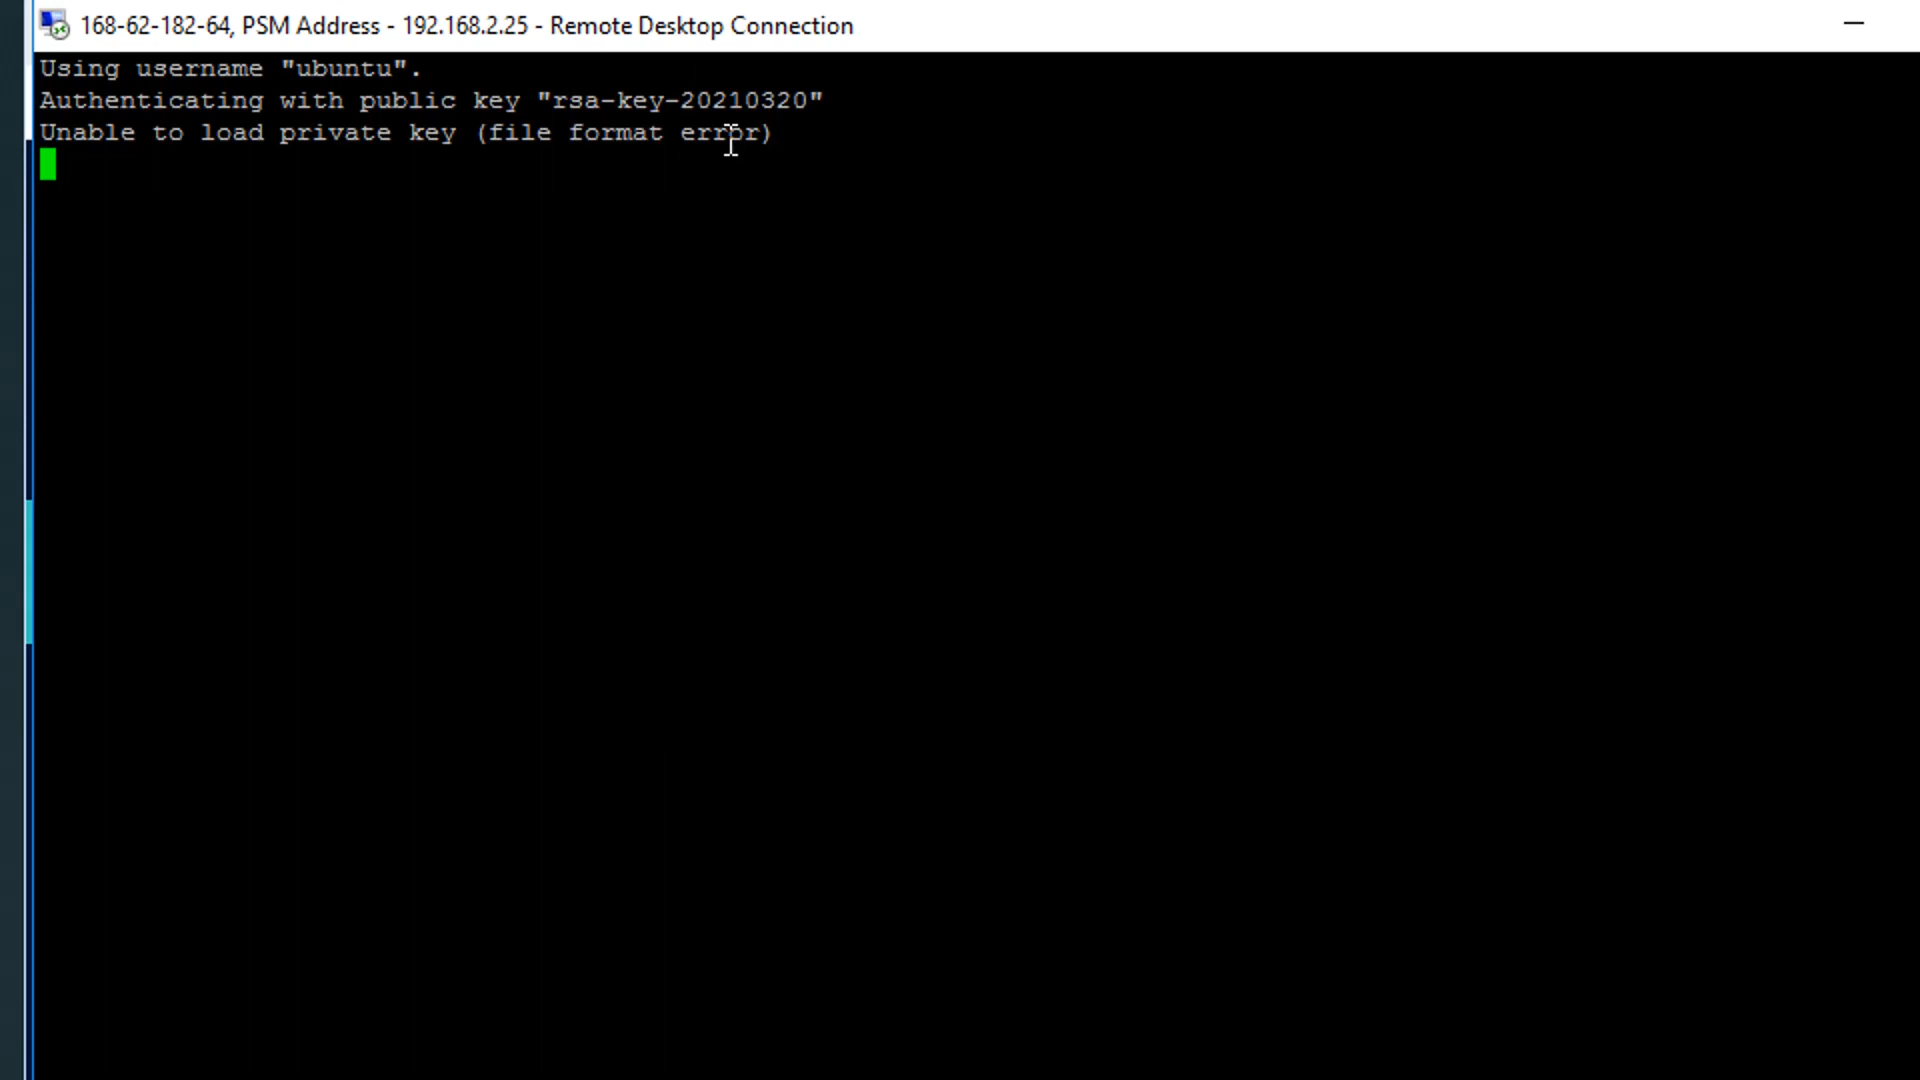 168-62-182-64, PSM Address - 192.168.2.25 - Remote Desktop Connection
Using username "ubuntu".
Authenticating with public key "rsa-key-20210320"
Unable to load private key (file format error)